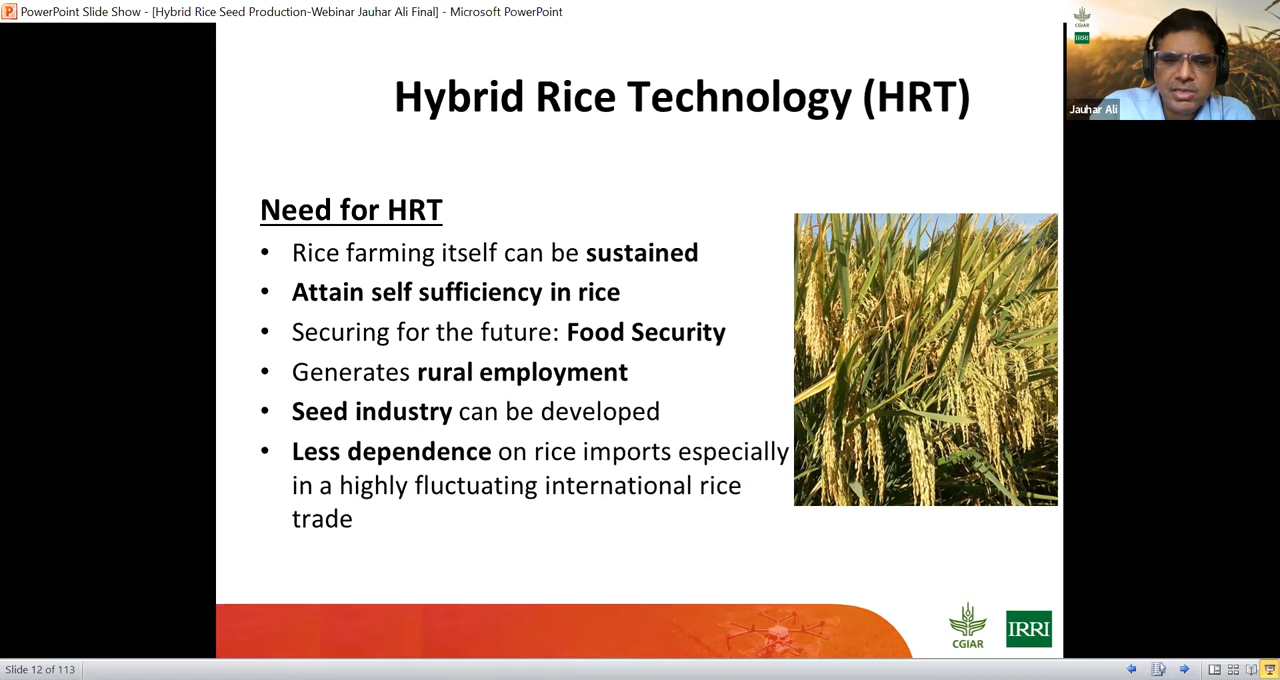 PowerPoint Slide Show - [Hybrid Rice Seed Production-Webinar Jauhar Ali Final] - Microsoft PowerPoint
CGIAR
IRRI
Jauhar Ali
Hybrid Rice Technology (HRT)
Need for HRT
• Rice farming itself can be sustained
• Attain self sufficiency in rice
• Securing for the future: Food Security
• Generates rural employment
• Seed industry can be developed
• Less dependence on rice imports especially
in a highly fluctuating international rice
trade
CGIAR
IRRI
Slide 12 of 113